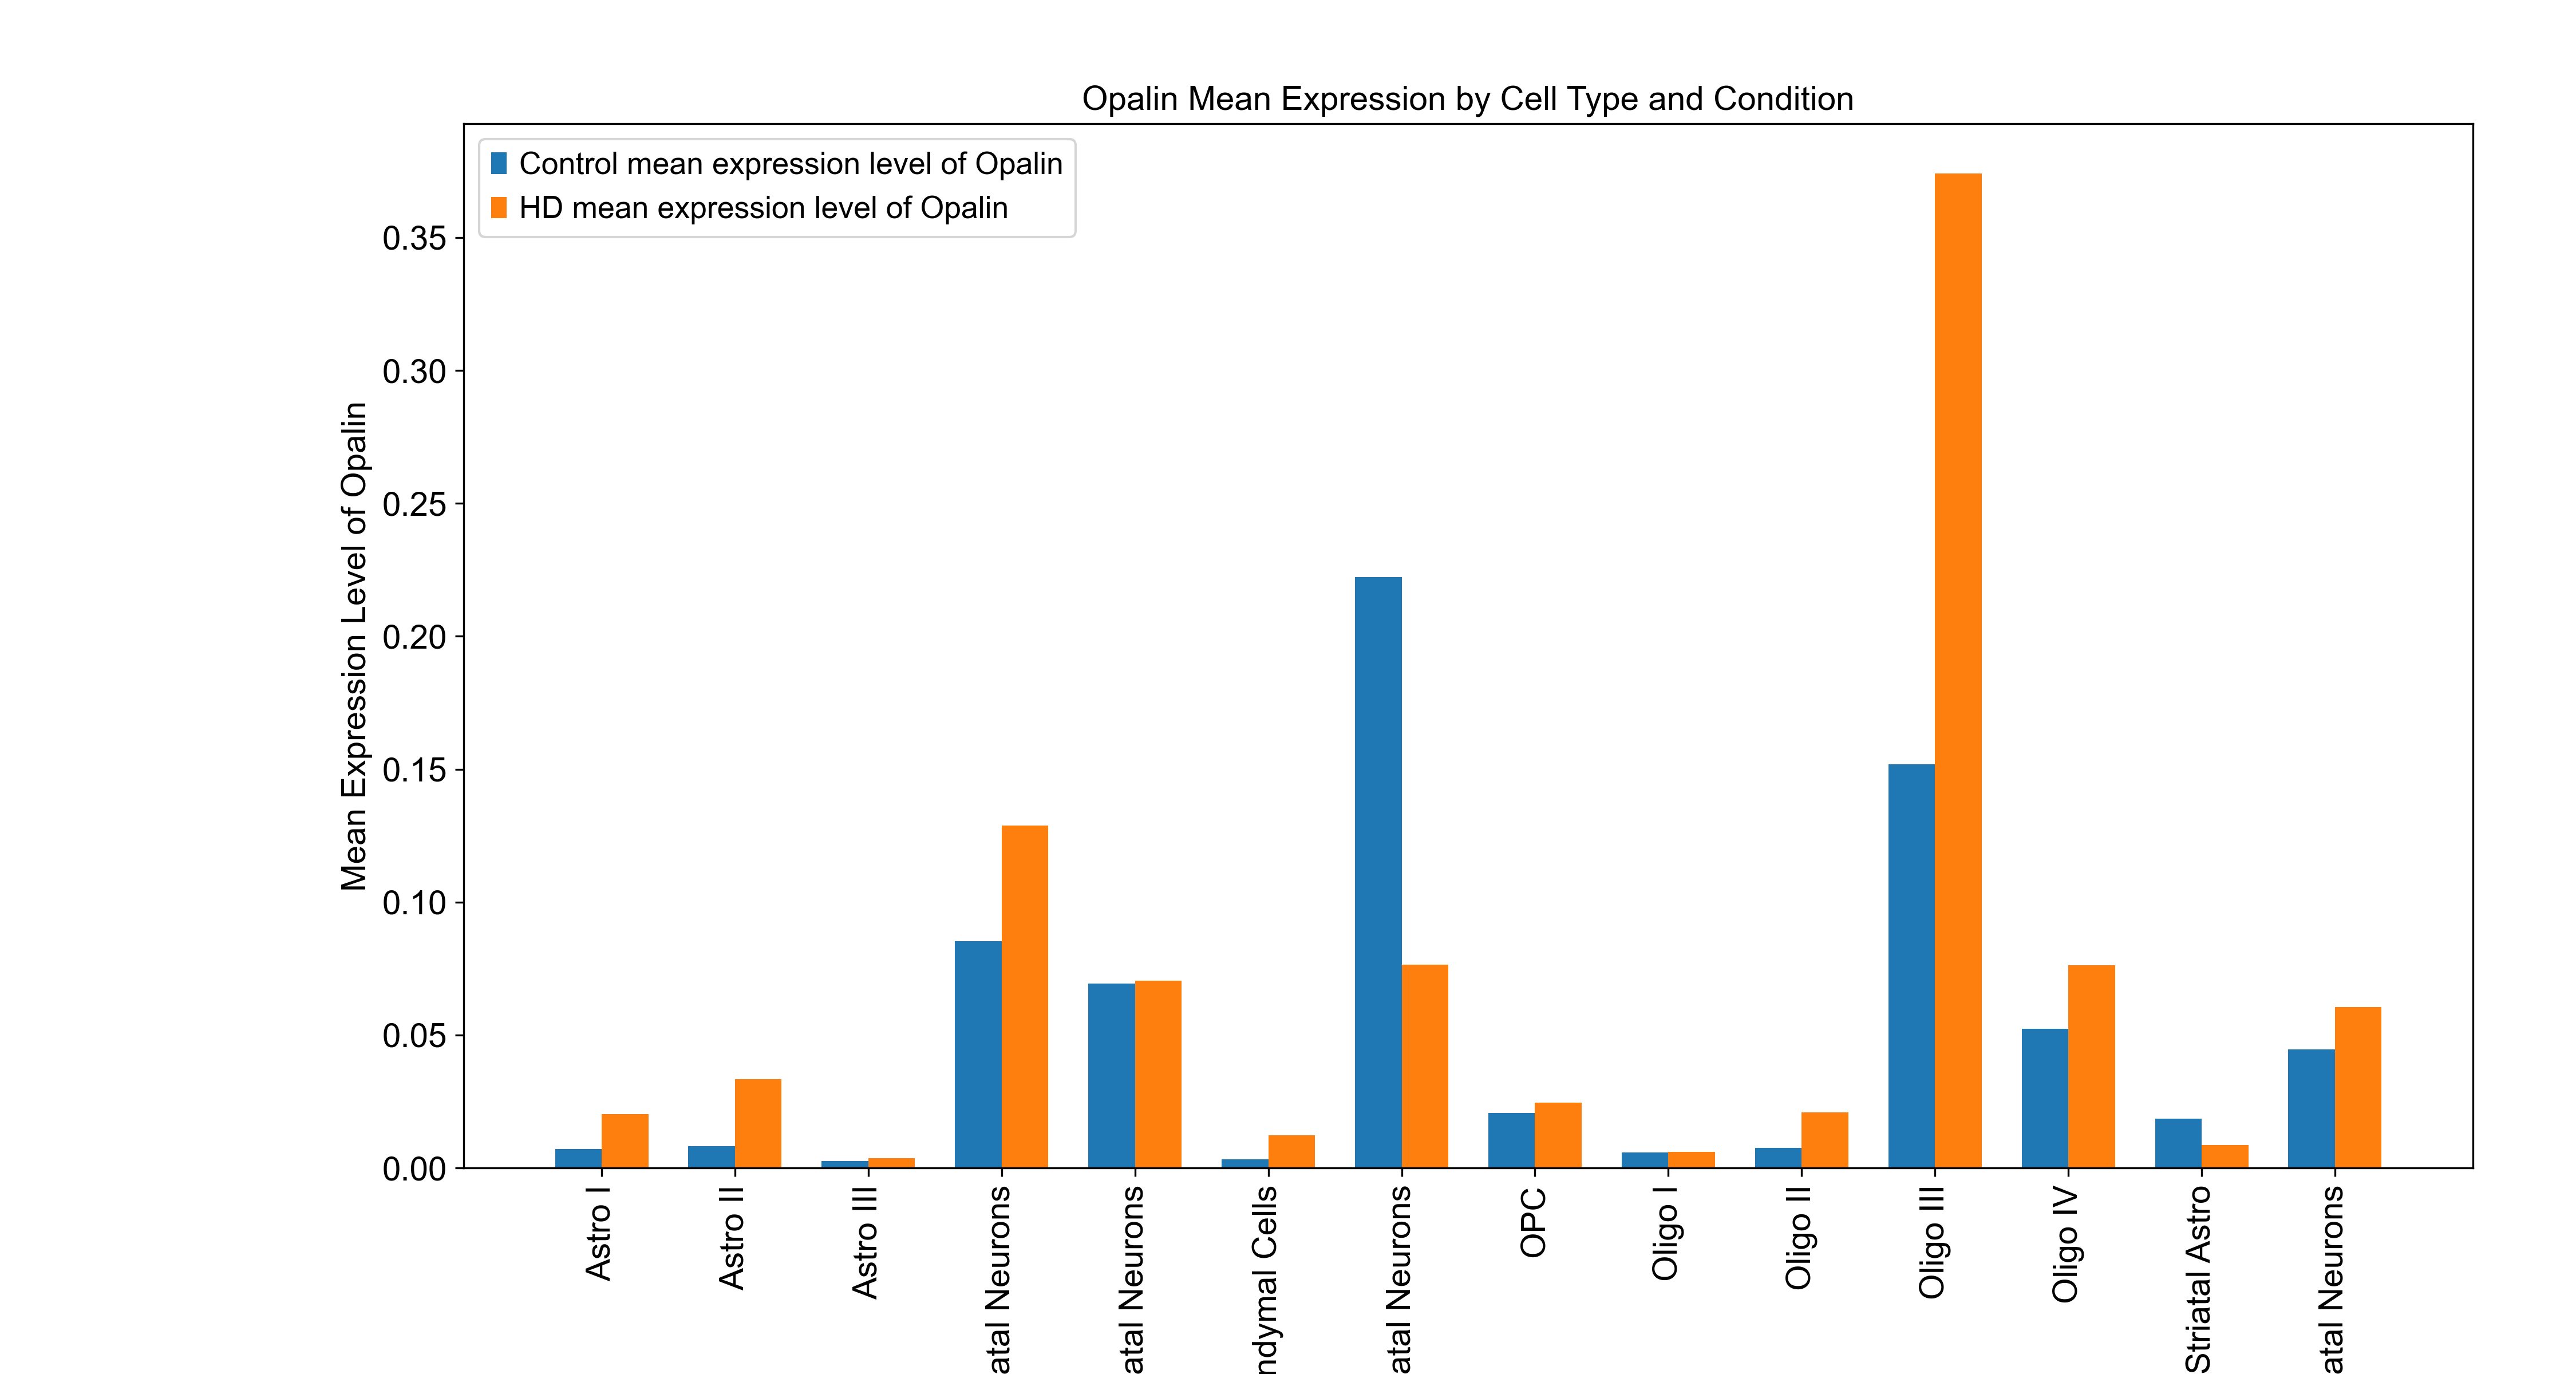 Opalin Mean Expression by Cell Type and Condition
Control mean expression level of Opalin
HD mean expression level of Opalin
Mean Expression Level of Opalin
0.35
0.30
0.25
0.20
0.15
0.10
0.05
0.00
Astro I
Astro II
Astro III
atal Neurons
atal Neurons
ndymal Cells
atal Neurons
OPC
Oligo I
Oligo II
Oligo III
Oligo IV
Striatal Astro
atal Neurons